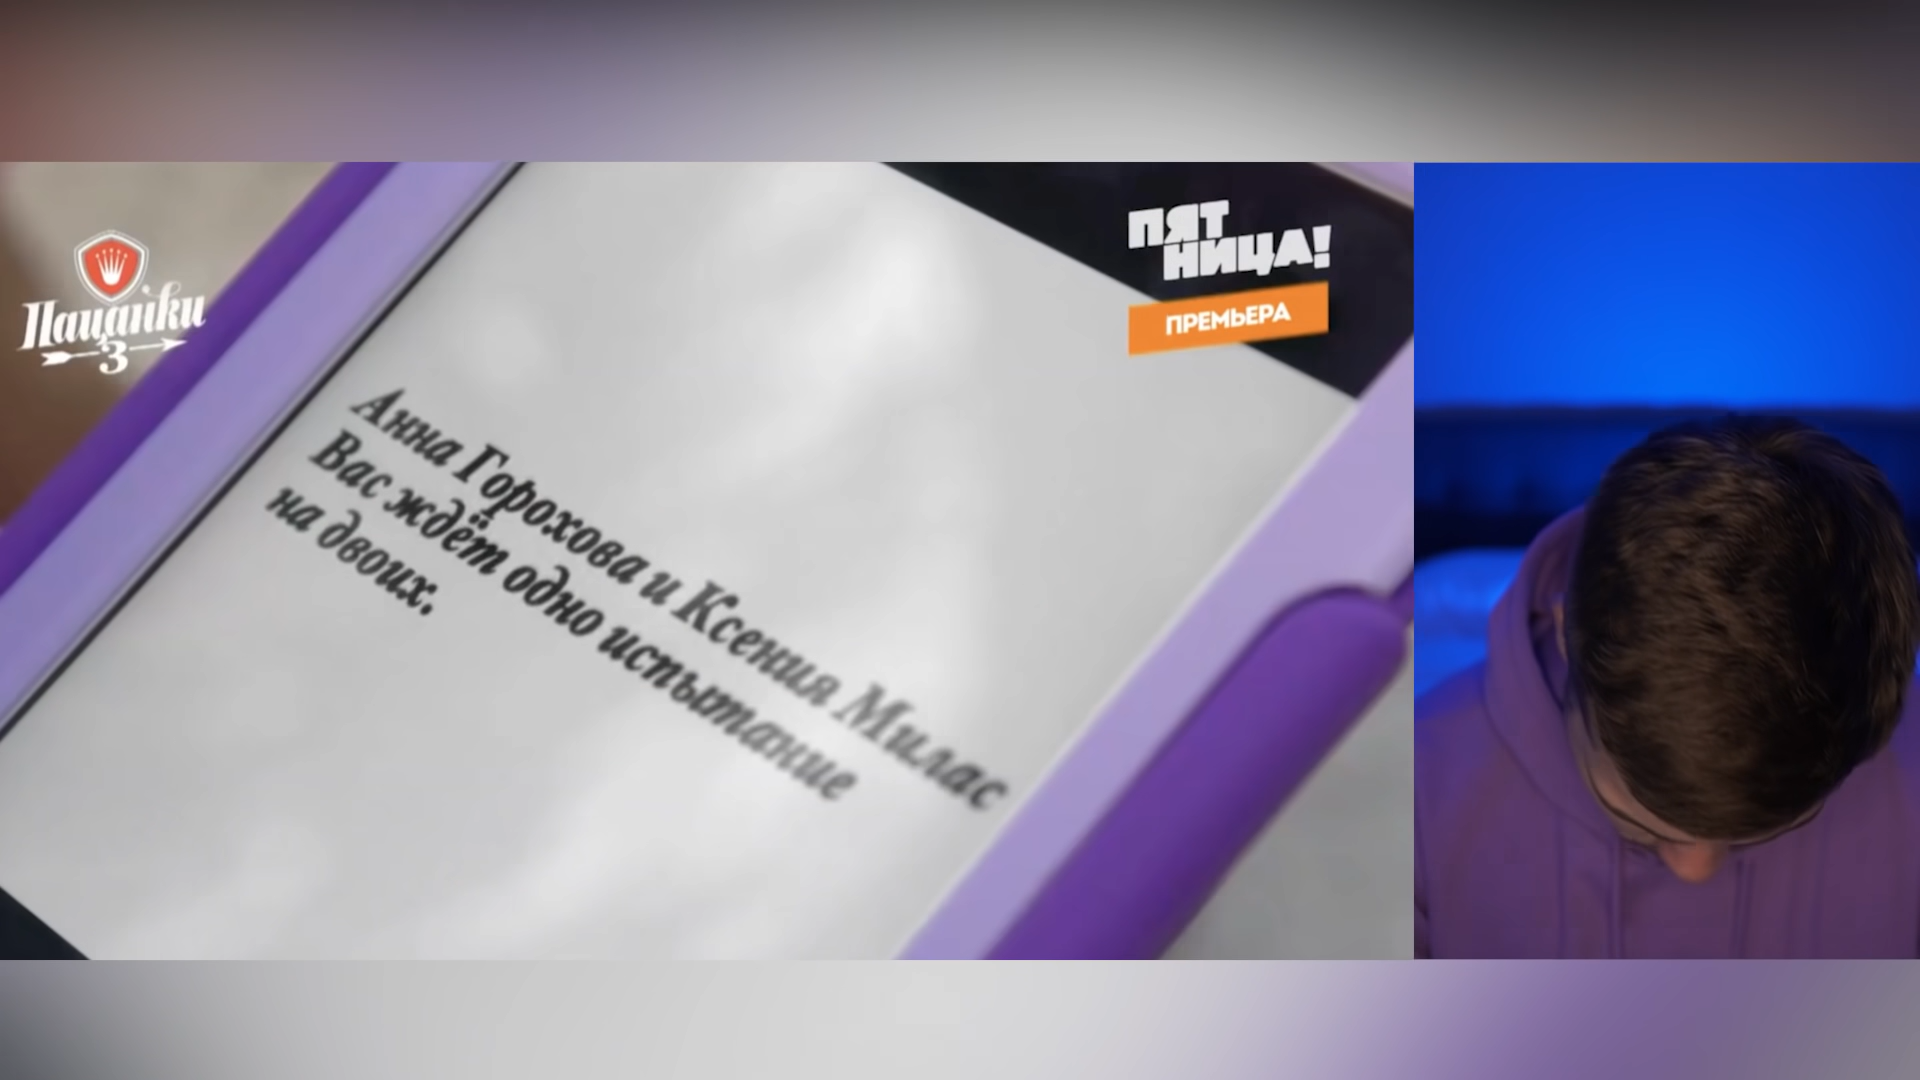 Пацанки
3
ПЯТ
НИЦА!
ПРЕМЬЕРА
Анна Горохова и Ксения Милас
Вас ждёт одно испытание
на двоих.